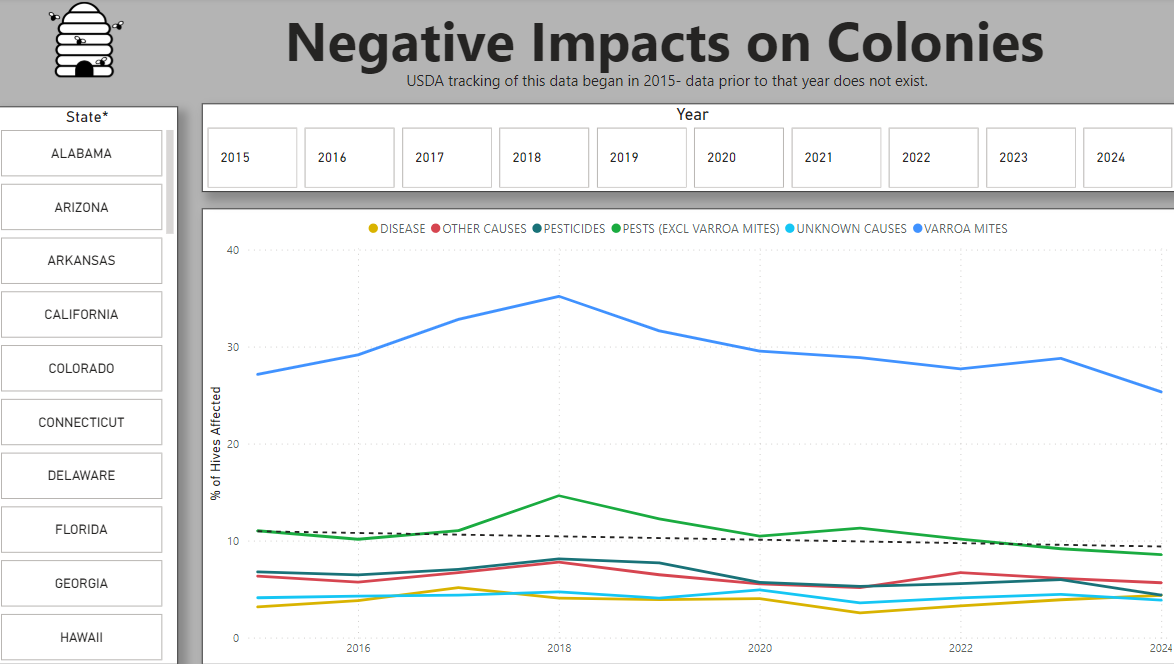 Negative Impacts on Colonies
USDA tracking of this data began in 2015- data prior to that year does not exist.
State*
ALABAMA
ARIZONA
ARKANSAS
CALIFORNIA
COLORADO
CONNECTICUT
DELAWARE
FLORIDA
GEORGIA
HAWAII
Year
2015 2016 2017 2018 2019 2020 2021 2022 2023 2024
DISEASE OTHER CAUSES PESTICIDES PESTS (EXCL VARROA MITES) UNKNOWN CAUSES VARROA MITES
% of Hives Affected
40
30
20
10
0
2016 2018 2020 2022 2024